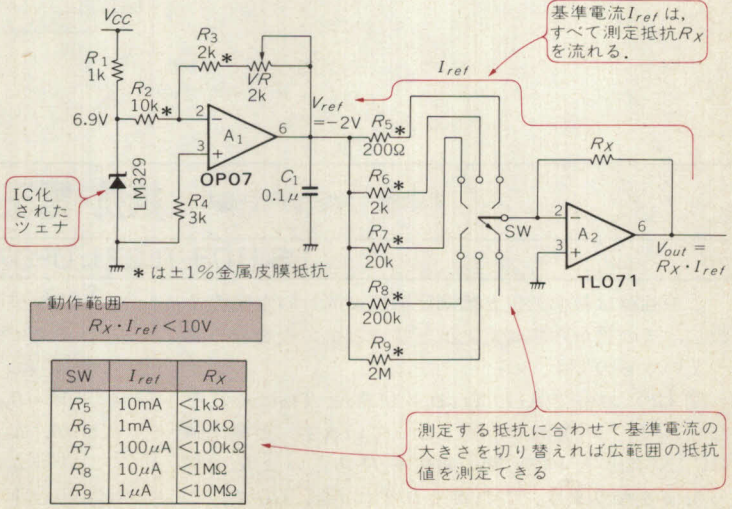 VCC
R1
1k
R2
10k *
6.9V
R3
2k *
VR
2k
2
3
6
A1
OP07
LM329
IC化
された
ツェナ
R4
3k
C1
0.1μ
Vref
=−2V
Iref
基準電流Irefは,
すべて測定抵抗RX
を流れる.
R5 *
200Ω
R6 *
2k
R7 *
20k
R8 *
200k
R9 *
2M
SW
RX
2
3
6
A2
TL071
Vout =
RX・Iref
* は±1%金属皮膜抵抗
動作範囲
RX・Iref<10V
SW Iref RX
R5 10mA <1kΩ
R6 1mA <10kΩ
R7 100μA <100kΩ
R8 10μA <1MΩ
R9 1μA <10MΩ
測定する抵抗に合わせて基準電流の
大きさを切り替えれば広範囲の抵抗
値を測定できる